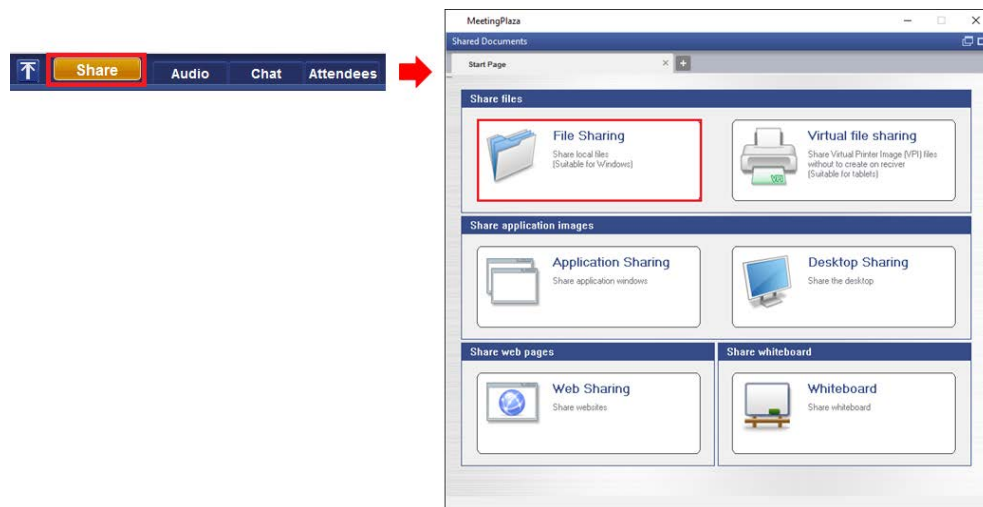 Share
Audio
Chat
Attendees
MeetingPlaza
Shared Documents
Start Page
Share files
File Sharing
Share local files
(Suitable for Windows)
Virtual file sharing
Share Virtual Printer Image (VPI) files
without to create on reciver
(Suitable for tablets)
VPI
Share application images
Application Sharing
Share application windows
Desktop Sharing
Share the desktop
Share web pages
Web Sharing
Share websites
Share whiteboard
Whiteboard
Share whiteboard